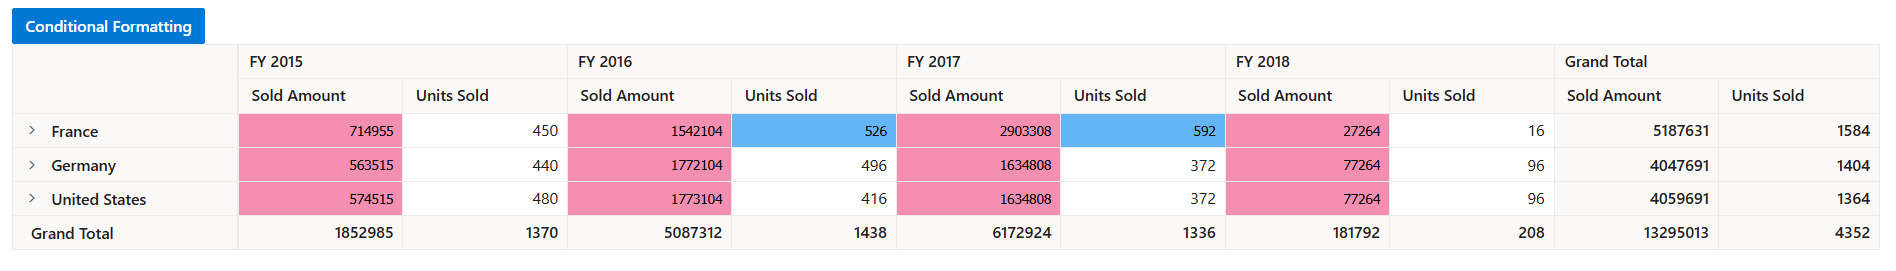 Conditional Formatting
FY 2015 FY 2016 FY 2017 FY 2018 Grand Total
Sold Amount Units Sold Sold Amount Units Sold Sold Amount Units Sold Sold Amount Units Sold Sold Amount Units Sold
France 714955 450 1542104 526 2903308 592 27264 16 5187631 1584
Germany 563515 440 1772104 496 1634808 372 77264 96 4047691 1404
United States 574515 480 1773104 416 1634808 372 77264 96 4059691 1364
Grand Total 1852985 1370 5087312 1438 6172924 1336 181792 208 13295013 4352